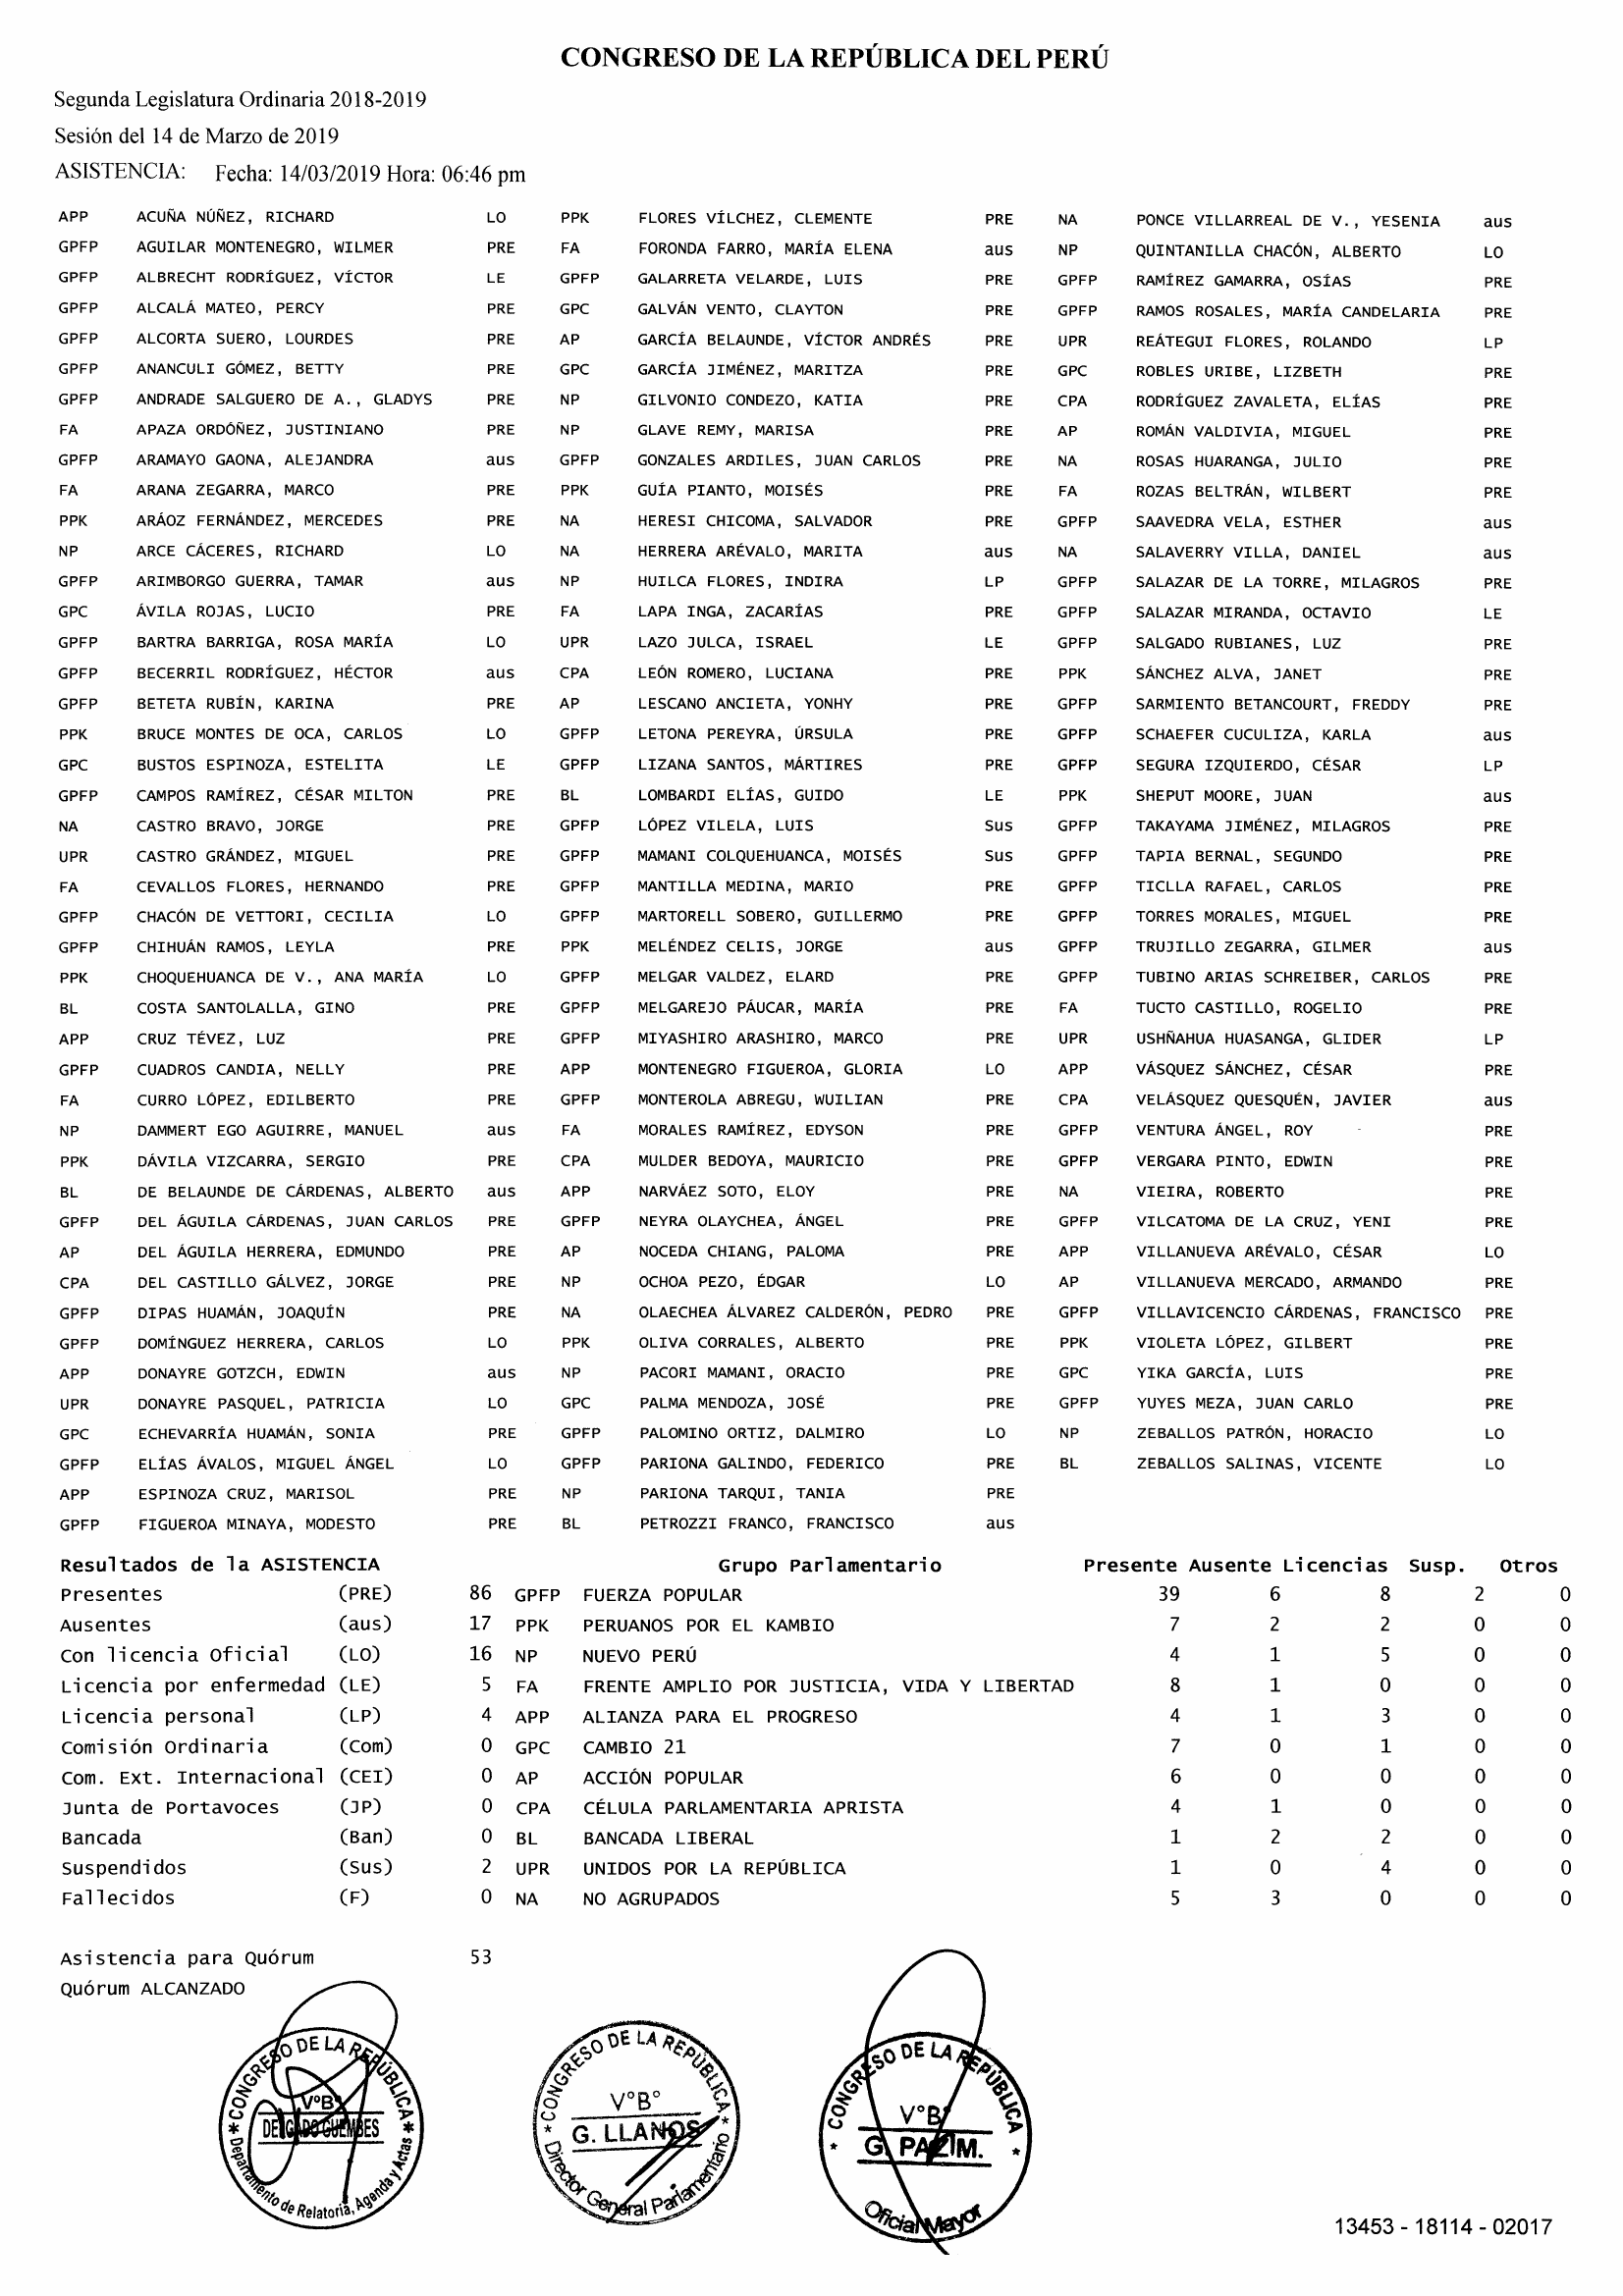 CONGRESO DE LA REPÚBLICA DEL PERÚ
Segunda Legislatura Ordinaria 2018-2019
Sesión del 14 de Marzo de 2019
ASISTENCIA: Fecha: 14/03/2019 Hora: 06:46 pm
APP ACUÑA NÚÑEZ, RICHARD LO PPK FLORES VÍLCHEZ, CLEMENTE PRE NA PONCE VILLARREAL DE V., YESENIA aus
GPFP AGUILAR MONTENEGRO, WILMER PRE FA FORONDA FARRO, MARÍA ELENA aus NP QUINTANILLA CHACÓN, ALBERTO LO
GPFP ALBRECHT RODRÍGUEZ, VÍCTOR LE GPFP GALARRETA VELARDE, LUIS PRE GPFP RAMÍREZ GAMARRA, OSÍAS PRE
GPFP ALCALÁ MATEO, PERCY PRE GPC GALVÁN VENTO, CLAYTON PRE GPFP RAMOS ROSALES, MARÍA CANDELARIA PRE
GPFP ALCORTA SUERO, LOURDES PRE AP GARCÍA BELAUNDE, VÍCTOR ANDRÉS PRE UPR REÁTEGUI FLORES, ROLANDO LP
GPFP ANANCULI GÓMEZ, BETTY PRE GPC GARCÍA JIMÉNEZ, MARITZA PRE GPC ROBLES URIBE, LIZBETH PRE
GPFP ANDRADE SALGUERO DE A., GLADYS PRE NP GILVONIO CONDEZO, KATIA PRE CPA RODRÍGUEZ ZAVALETA, ELÍAS PRE
FA APAZA ORDÓÑEZ, JUSTINIANO PRE NP GLAVE REMY, MARISA PRE AP ROMÁN VALDIVIA, MIGUEL PRE
GPFP ARAMAYO GAONA, ALEJANDRA aus GPFP GONZALES ARDILES, JUAN CARLOS PRE NA ROSAS HUARANGA, JULIO PRE
FA ARANA ZEGARRA, MARCO PRE PPK GUÍA PIANTO, MOISÉS PRE FA ROZAS BELTRÁN, WILBERT PRE
PPK ARÁOZ FERNÁNDEZ, MERCEDES PRE NA HERESI CHICOMA, SALVADOR PRE GPFP SAAVEDRA VELA, ESTHER aus
NP ARCE CÁCERES, RICHARD LO NA HERRERA ARÉVALO, MARITA aus NA SALAVERRY VILLA, DANIEL aus
GPFP ARIMBORGO GUERRA, TAMAR aus NP HUILCA FLORES, INDIRA LP GPFP SALAZAR DE LA TORRE, MILAGROS PRE
GPC ÁVILA ROJAS, LUCIO PRE FA LAPA INGA, ZACARÍAS PRE GPFP SALAZAR MIRANDA, OCTAVIO LE
GPFP BARTRA BARRIGA, ROSA MARÍA LO UPR LAZO JULCA, ISRAEL LE GPFP SALGADO RUBIANES, LUZ PRE
GPFP BECERRIL RODRÍGUEZ, HÉCTOR aus CPA LEÓN ROMERO, LUCIANA PRE PPK SÁNCHEZ ALVA, JANET PRE
GPFP BETETA RUBÍN, KARINA PRE AP LESCANO ANCIETA, YONHY PRE GPFP SARMIENTO BETANCOURT, FREDDY PRE
PPK BRUCE MONTES DE OCA, CARLOS LO GPFP LETONA PEREYRA, ÚRSULA PRE GPFP SCHAEFER CUCULIZA, KARLA aus
GPC BUSTOS ESPINOZA, ESTELITA LE GPFP LIZANA SANTOS, MÁRTIRES PRE GPFP SEGURA IZQUIERDO, CÉSAR LP
GPFP CAMPOS RAMÍREZ, CÉSAR MILTON PRE BL LOMBARDI ELÍAS, GUIDO LE PPK SHEPUT MOORE, JUAN aus
NA CASTRO BRAVO, JORGE PRE GPFP LÓPEZ VILELA, LUIS Sus GPFP TAKAYAMA JIMÉNEZ, MILAGROS PRE
UPR CASTRO GRÁNDEZ, MIGUEL PRE GPFP MAMANI COLQUEHUANCA, MOISÉS Sus GPFP TAPIA BERNAL, SEGUNDO PRE
FA CEVALLOS FLORES, HERNANDO PRE GPFP MANTILLA MEDINA, MARIO PRE GPFP TICLLA RAFAEL, CARLOS PRE
GPFP CHACÓN DE VETTORI, CECILIA LO GPFP MARTORELL SOBERO, GUILLERMO PRE GPFP TORRES MORALES, MIGUEL PRE
GPFP CHIHUÁN RAMOS, LEYLA PRE PPK MELÉNDEZ CELIS, JORGE aus GPFP TRUJILLO ZEGARRA, GILMER aus
PPK CHOQUEHUANCA DE V., ANA MARÍA LO GPFP MELGAR VALDEZ, ELARD PRE GPFP TUBINO ARIAS SCHREIBER, CARLOS PRE
BL COSTA SANTOLALLA, GINO PRE GPFP MELGAREJO PÁUCAR, MARÍA PRE FA TUCTO CASTILLO, ROGELIO PRE
APP CRUZ TÉVEZ, LUZ PRE GPFP MIYASHIRO ARASHIRO, MARCO PRE UPR USHÑAHUA HUASANGA, GLIDER LP
GPFP CUADROS CANDIA, NELLY PRE APP MONTENEGRO FIGUEROA, GLORIA LO APP VÁSQUEZ SÁNCHEZ, CÉSAR PRE
FA CURRO LÓPEZ, EDILBERTO PRE GPFP MONTEROLA ABREGU, WUILIAN PRE CPA VELÁSQUEZ QUESQUÉN, JAVIER aus
NP DAMMERT EGO AGUIRRE, MANUEL aus FA MORALES RAMÍREZ, EDYSON PRE GPFP VENTURA ÁNGEL, ROY PRE
PPK DÁVILA VIZCARRA, SERGIO PRE CPA MULDER BEDOYA, MAURICIO PRE GPFP VERGARA PINTO, EDWIN PRE
BL DE BELAUNDE DE CÁRDENAS, ALBERTO aus APP NARVÁEZ SOTO, ELOY PRE NA VIEIRA, ROBERTO PRE
GPFP DEL ÁGUILA CÁRDENAS, JUAN CARLOS PRE GPFP NEYRA OLAYCHEA, ÁNGEL PRE GPFP VILCATOMA DE LA CRUZ, YENI PRE
AP DEL ÁGUILA HERRERA, EDMUNDO PRE AP NOCEDA CHIANG, PALOMA PRE APP VILLANUEVA ARÉVALO, CÉSAR LO
CPA DEL CASTILLO GÁLVEZ, JORGE PRE NP OCHOA PEZO, ÉDGAR LO AP VILLANUEVA MERCADO, ARMANDO PRE
GPFP DIPAS HUAMÁN, JOAQUÍN PRE NA OLAECHEA ÁLVAREZ CALDERÓN, PEDRO PRE GPFP VILLAVICENCIO CÁRDENAS, FRANCISCO PRE
GPFP DOMÍNGUEZ HERRERA, CARLOS LO PPK OLIVA CORRALES, ALBERTO PRE PPK VIOLETA LÓPEZ, GILBERT PRE
APP DONAYRE GOTZCH, EDWIN aus NP PACORI MAMANI, ORACIO PRE GPC YIKA GARCÍA, LUIS PRE
UPR DONAYRE PASQUEL, PATRICIA LO GPC PALMA MENDOZA, JOSÉ PRE GPFP YUYES MEZA, JUAN CARLO PRE
GPC ECHEVARRÍA HUAMÁN, SONIA PRE GPFP PALOMINO ORTIZ, DALMIRO LO NP ZEBALLOS PATRÓN, HORACIO LO
GPFP ELÍAS ÁVALOS, MIGUEL ÁNGEL LO GPFP PARIONA GALINDO, FEDERICO PRE BL ZEBALLOS SALINAS, VICENTE LO
APP ESPINOZA CRUZ, MARISOL PRE NP PARIONA TARQUI, TANIA PRE
GPFP FIGUEROA MINAYA, MODESTO PRE BL PETROZZI FRANCO, FRANCISCO aus
Resultados de la ASISTENCIA Grupo Parlamentario Presente Ausente Licencias Susp. Otros
Presentes (PRE) 86 GPFP FUERZA POPULAR 39 6 8 2 0
Ausentes (aus) 17 PPK PERUANOS POR EL KAMBIO 7 2 2 0 0
Con licencia Oficial (LO) 16 NP NUEVO PERÚ 4 1 5 0 0
Licencia por enfermedad (LE) 5 FA FRENTE AMPLIO POR JUSTICIA, VIDA Y LIBERTAD 8 1 0 0 0
Licencia personal (LP) 4 APP ALIANZA PARA EL PROGRESO 4 1 3 0 0
Comisión Ordinaria (Com) 0 GPC CAMBIO 21 7 0 1 0 0
Com. Ext. Internacional (CEI) 0 AP ACCIÓN POPULAR 6 0 0 0 0
Junta de Portavoces (JP) 0 CPA CÉLULA PARLAMENTARIA APRISTA 4 1 0 0 0
Bancada (Ban) 0 BL BANCADA LIBERAL 1 2 2 0 0
Suspendidos (Sus) 2 UPR UNIDOS POR LA REPÚBLICA 1 0 4 0 0
Fallecidos (F) 0 NA NO AGRUPADOS 5 3 0 0 0
Asistencia para Quórum 53
Quórum ALCANZADO
* CONGRESO DE LA REPÚBLICA *
V°B°
DELGADO GUEMBES
Departamento de Relatoría, Agenda y Actas
* CONGRESO DE LA REPÚBLICA *
V°B°
G. LLANOS
Director General Parlamentario
* CONGRESO DE LA REPÚBLICA *
V°B°
G. PAZ M.
Oficial Mayor
13453 - 18114 - 02017